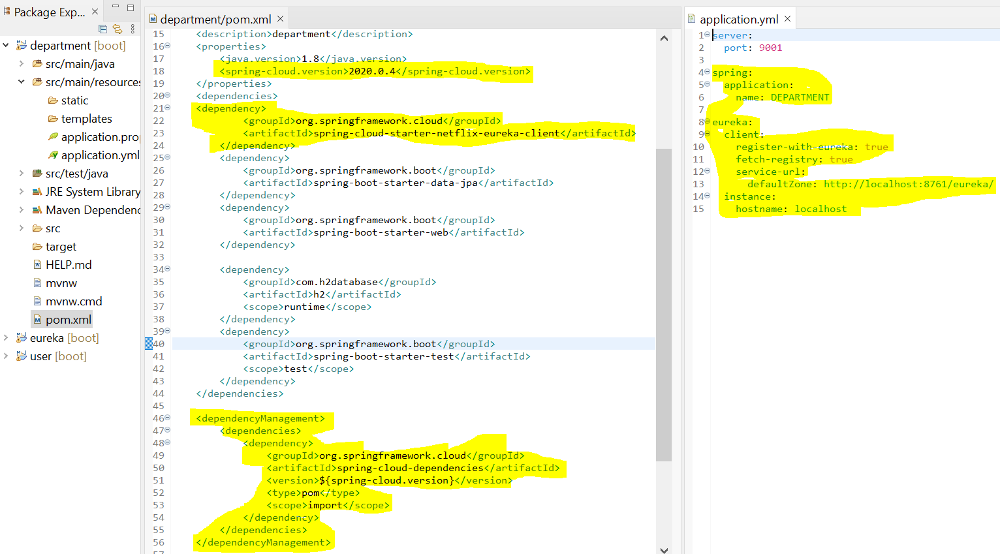 Package Exp...
department [boot]
src/main/java
src/main/resources
static
templates
application.pro
application.yml
src/test/java
JRE System Library
Maven Dependenc
src
target
HELP.md
mvnw
mvnw.cmd
pom.xml
eureka [boot]
user [boot]
department/pom.xml
15 <description>department</description>
16 <properties>
17 <java.version>1.8</java.version>
18 <spring-cloud.version>2020.0.4</spring-cloud.version>
19 </properties>
20 <dependencies>
21 <dependency>
22 <groupId>org.springframework.cloud</groupId>
23 <artifactId>spring-cloud-starter-netflix-eureka-client</artifactId>
24 </dependency>
25 <dependency>
26 <groupId>org.springframework.boot</groupId>
27 <artifactId>spring-boot-starter-data-jpa</artifactId>
28 </dependency>
29 <dependency>
30 <groupId>org.springframework.boot</groupId>
31 <artifactId>spring-boot-starter-web</artifactId>
32 </dependency>
33
34 <dependency>
35 <groupId>com.h2database</groupId>
36 <artifactId>h2</artifactId>
37 <scope>runtime</scope>
38 </dependency>
39 <dependency>
40 <groupId>org.springframework.boot</groupId>
41 <artifactId>spring-boot-starter-test</artifactId>
42 <scope>test</scope>
43 </dependency>
44 </dependencies>
45
46 <dependencyManagement>
47 <dependencies>
48 <dependency>
49 <groupId>org.springframework.cloud</groupId>
50 <artifactId>spring-cloud-dependencies</artifactId>
51 <version>${spring-cloud.version}</version>
52 <type>pom</type>
53 <scope>import</scope>
54 </dependency>
55 </dependencies>
56 </dependencyManagement>
application.yml
1 server:
2 port: 9001
3
4 spring:
5 application:
6 name: DEPARTMENT
7
8 eureka:
9 client:
10 register-with-eureka: true
11 fetch-registry: true
12 service-url:
13 defaultZone: http://localhost:8761/eureka/
14 instance:
15 hostname: localhost